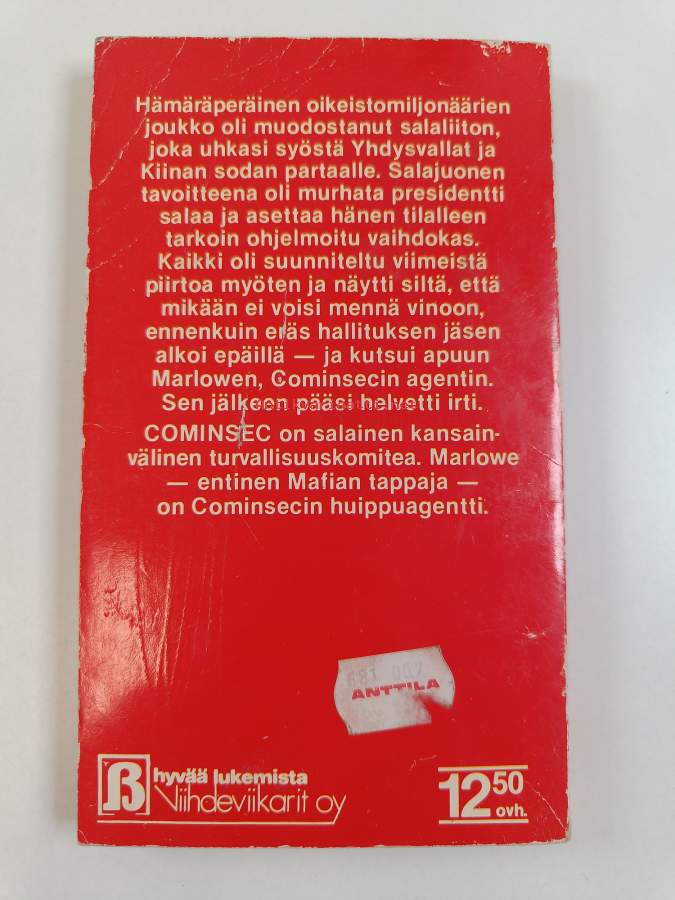 Hämäräperäinen oikeistomiljonäärien
joukko oli muodostanut salaliiton,
joka uhkasi syöstä Yhdysvallat ja
Kiinan sodan partaalle. Salajuonen
tavoitteena oli murhata presidentti
salaa ja asettaa hänen tilalleen
tarkoin ohjelmoitu vaihdokas.
Kaikki oli suunniteltu viimeistä
piirtoa myöten ja näytti siltä, että
mikään ei voisi mennä vinoon,
ennenkuin eräs hallituksen jäsen
alkoi epäillä — ja kutsui apuun
Marlowen, Cominsecin agentin.
Sen jälkeen pääsi helvetti irti.
COMINSEC on salainen kansain-
välinen turvallisuuskomitea. Marlowe
— entinen Mafian tappaja —
on Cominsecin huippuagentti.
ANTTILA
hyvää lukemista
Viihdeviikarit oy
12 50
ovh.